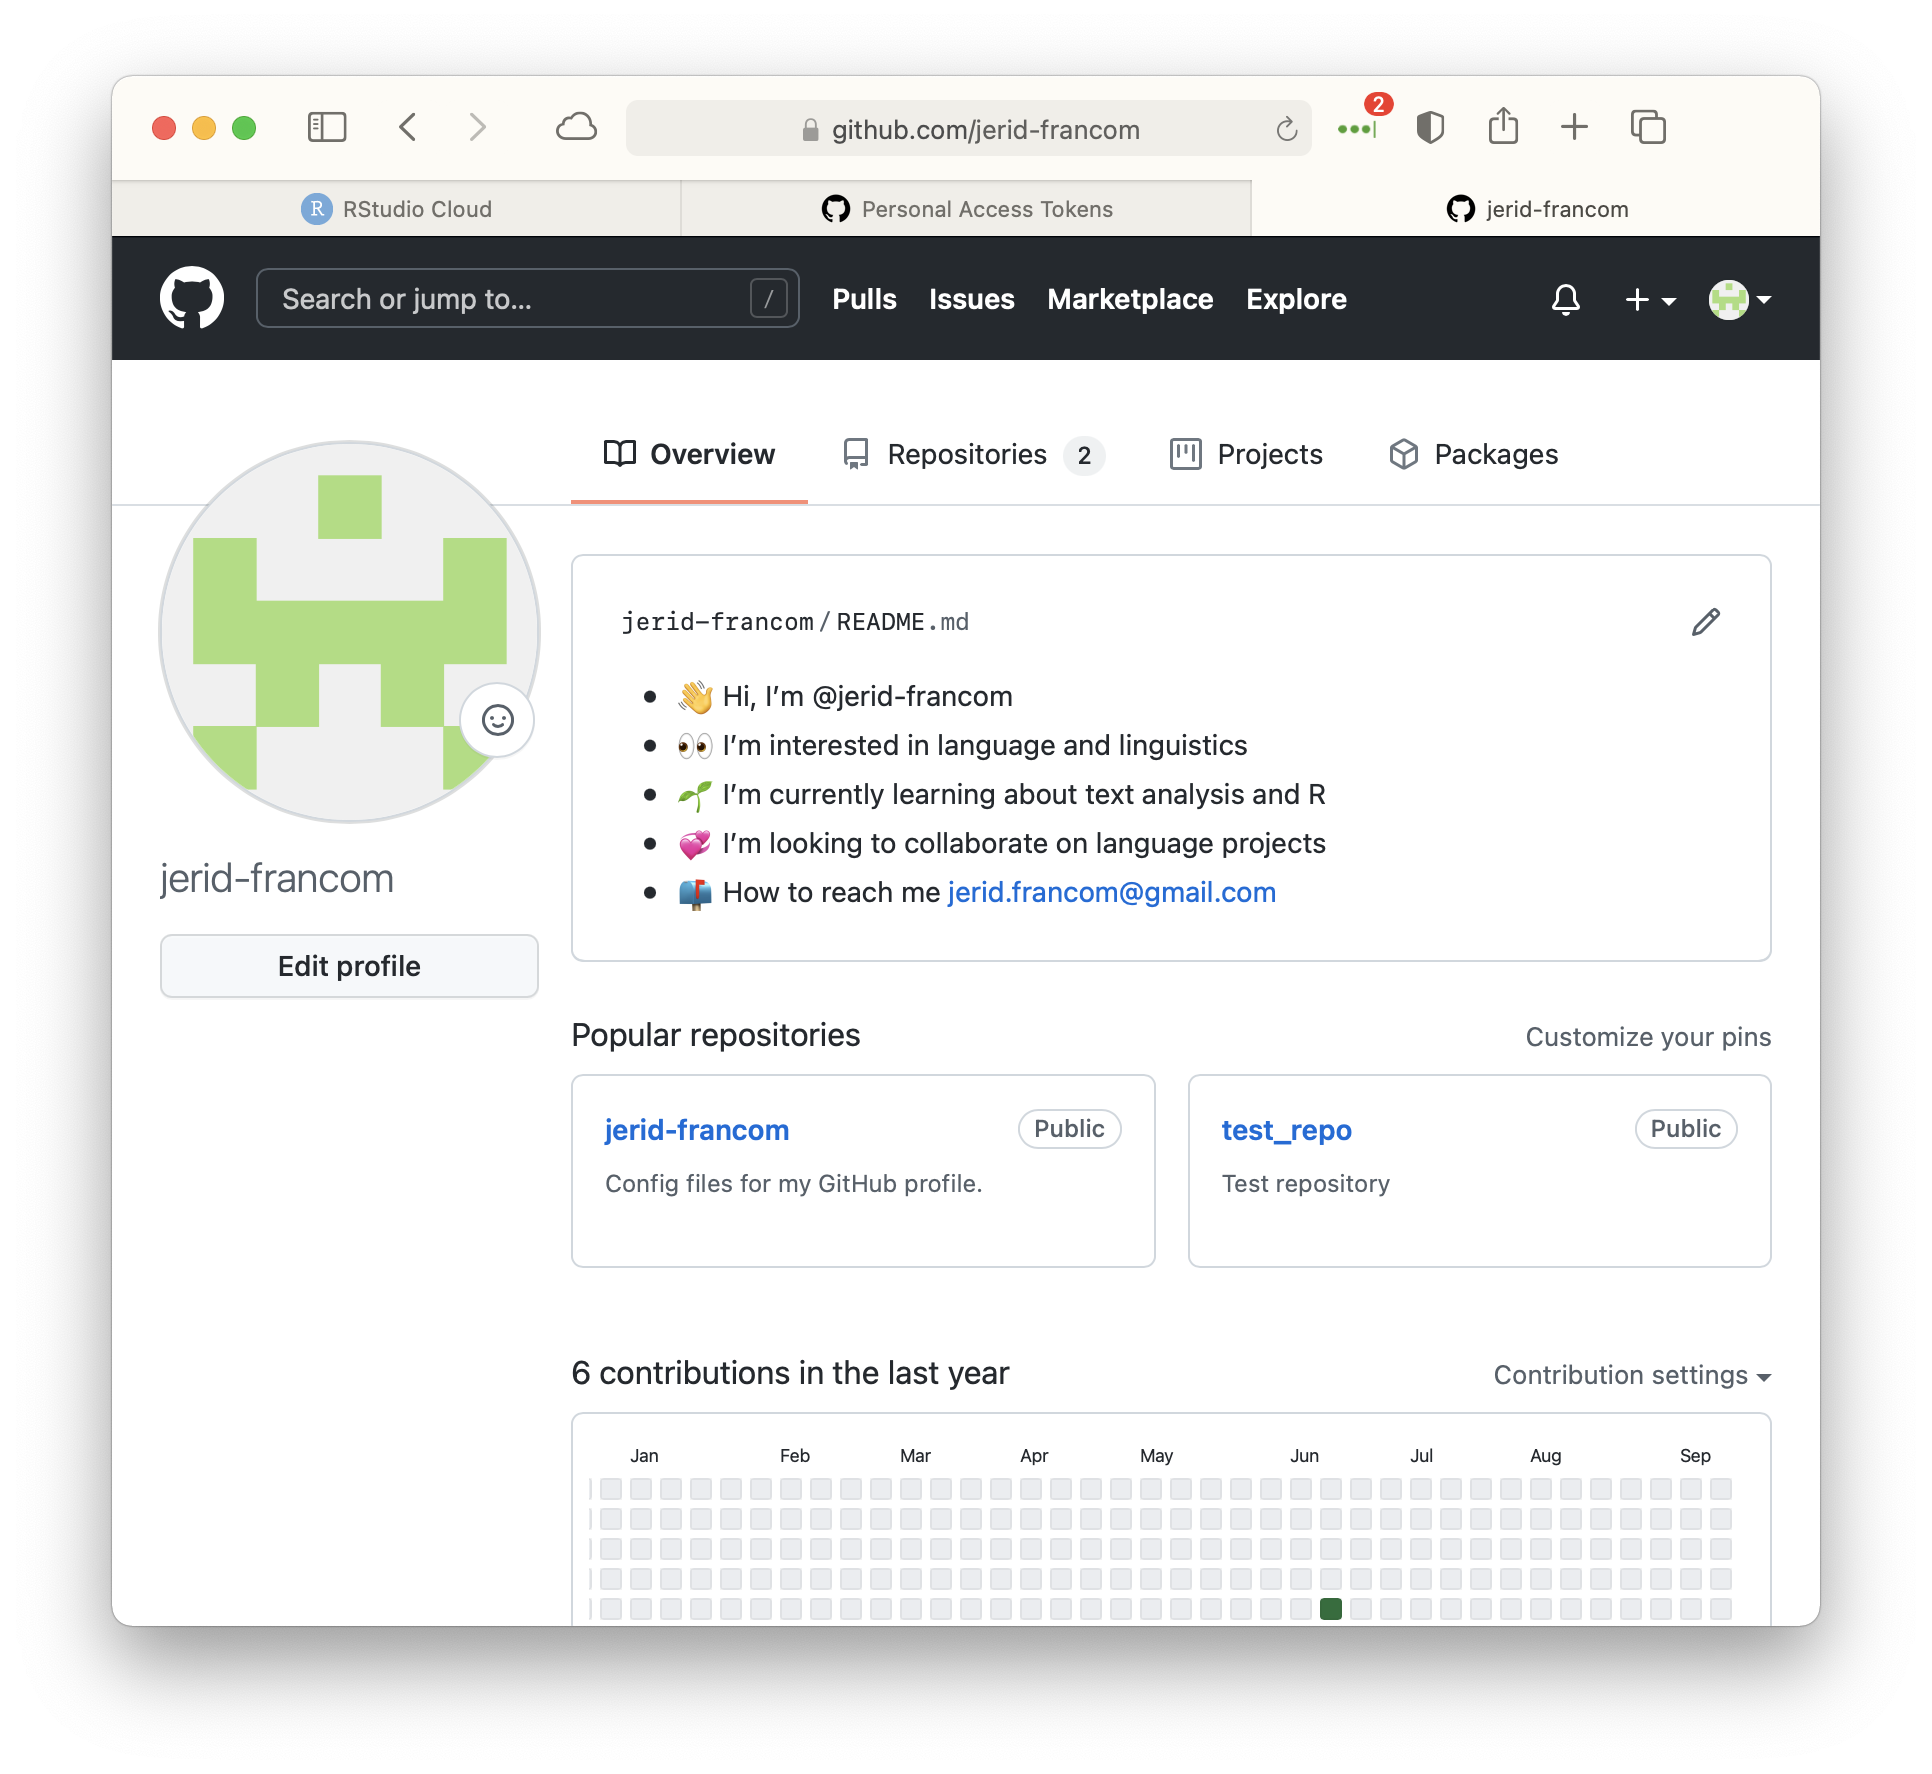 2
github.com/jerid-francom
RStudio Cloud
Personal Access Tokens
jerid-francom
Search or jump to... /
Pulls Issues Marketplace Explore
Overview Repositories 2 Projects Packages
jerid-francom/README.md
👋 Hi, I’m @jerid-francom
👀 I’m interested in language and linguistics
🌱 I’m currently learning about text analysis and R
💞️ I’m looking to collaborate on language projects
📫 How to reach me jerid.francom@gmail.com
jerid-francom
Edit profile
Popular repositories
Customize your pins
jerid-francom Public
Config files for my GitHub profile.
test_repo Public
Test repository
6 contributions in the last year
Contribution settings
Jan Feb Mar Apr May Jun Jul Aug Sep